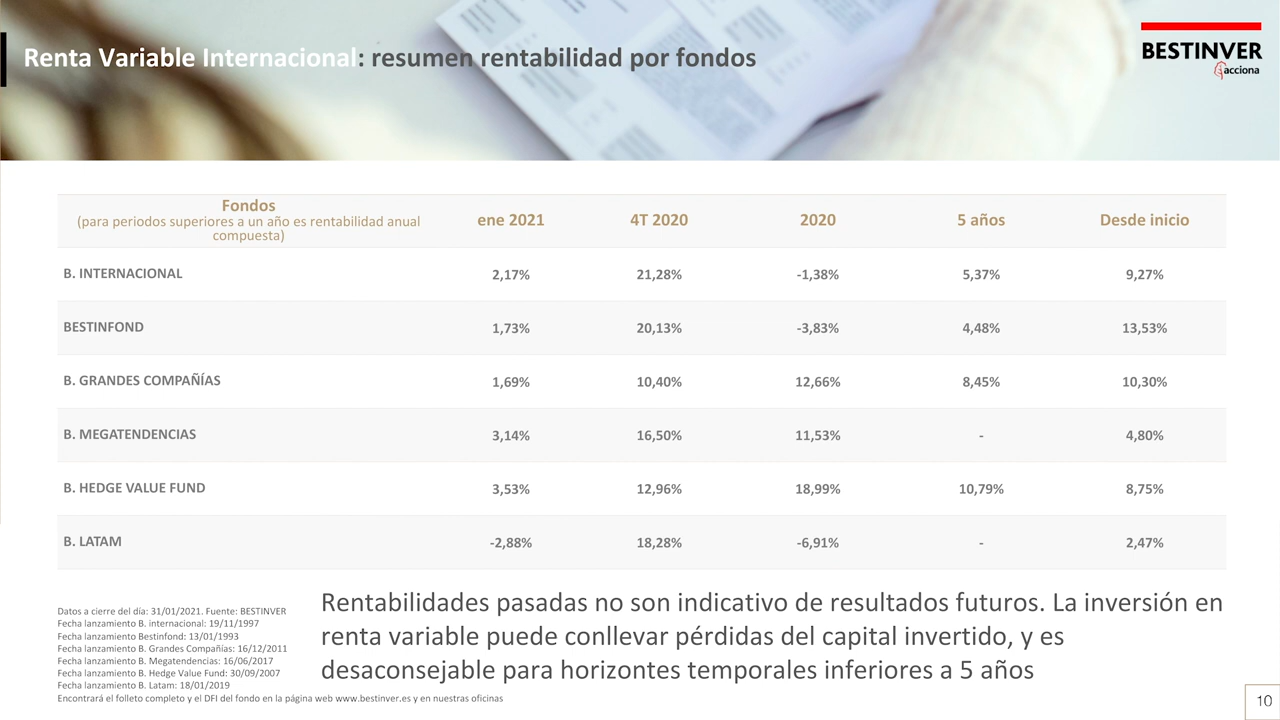 Renta Variable Internacional: resumen rentabilidad por fondos
BESTINVER
acciona
Fondos
(para periodos superiores a un año es rentabilidad anual
compuesta)
ene 2021
4T 2020
2020
5 años
Desde inicio
B. INTERNACIONAL
2,17%
21,28%
-1,38%
5,37%
9,27%
BESTINFOND
1,73%
20,13%
-3,83%
4,48%
13,53%
B. GRANDES COMPAÑÍAS
1,69%
10,40%
12,66%
8,45%
10,30%
B. MEGATENDENCIAS
3,14%
16,50%
11,53%
-
4,80%
B. HEDGE VALUE FUND
3,53%
12,96%
18,99%
10,79%
8,75%
B. LATAM
-2,88%
18,28%
-6,91%
-
2,47%
Datos a cierre del día: 31/01/2021. Fuente: BESTINVER
Fecha lanzamiento B. internacional: 19/11/1997
Fecha lanzamiento Bestinfond: 13/01/1993
Fecha lanzamiento B. Grandes Compañías: 16/12/2011
Fecha lanzamiento B. Megatendencias: 16/06/2017
Fecha lanzamiento B. Hedge Value Fund: 30/09/2007
Fecha lanzamiento B. Latam: 18/01/2019
Encontrará el folleto completo y el DFI del fondo en la página web www.bestinver.es y en nuestras oficinas
Rentabilidades pasadas no son indicativo de resultados futuros. La inversión en
renta variable puede conllevar pérdidas del capital invertido, y es
desaconsejable para horizontes temporales inferiores a 5 años
10